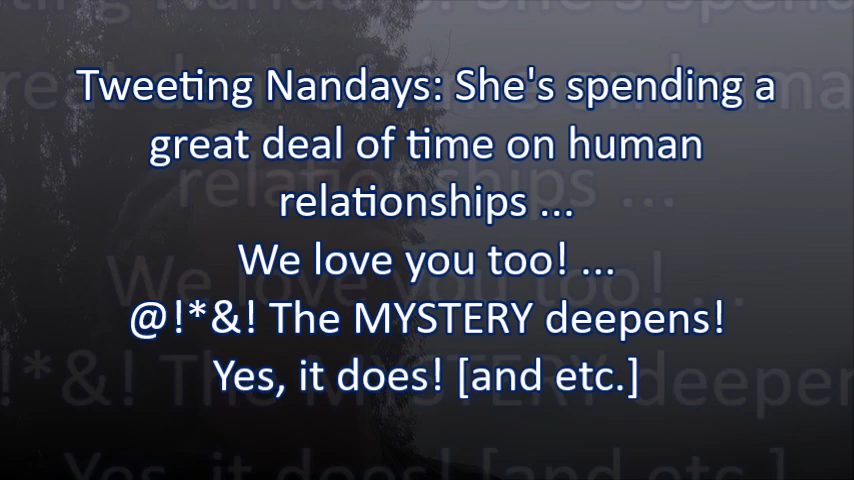 Tweeting Nandays: She's spending a
great deal of time on human
relationships ...
We love you too! ...
@!*&! The MYSTERY deepens!
Yes, it does! [and etc.]